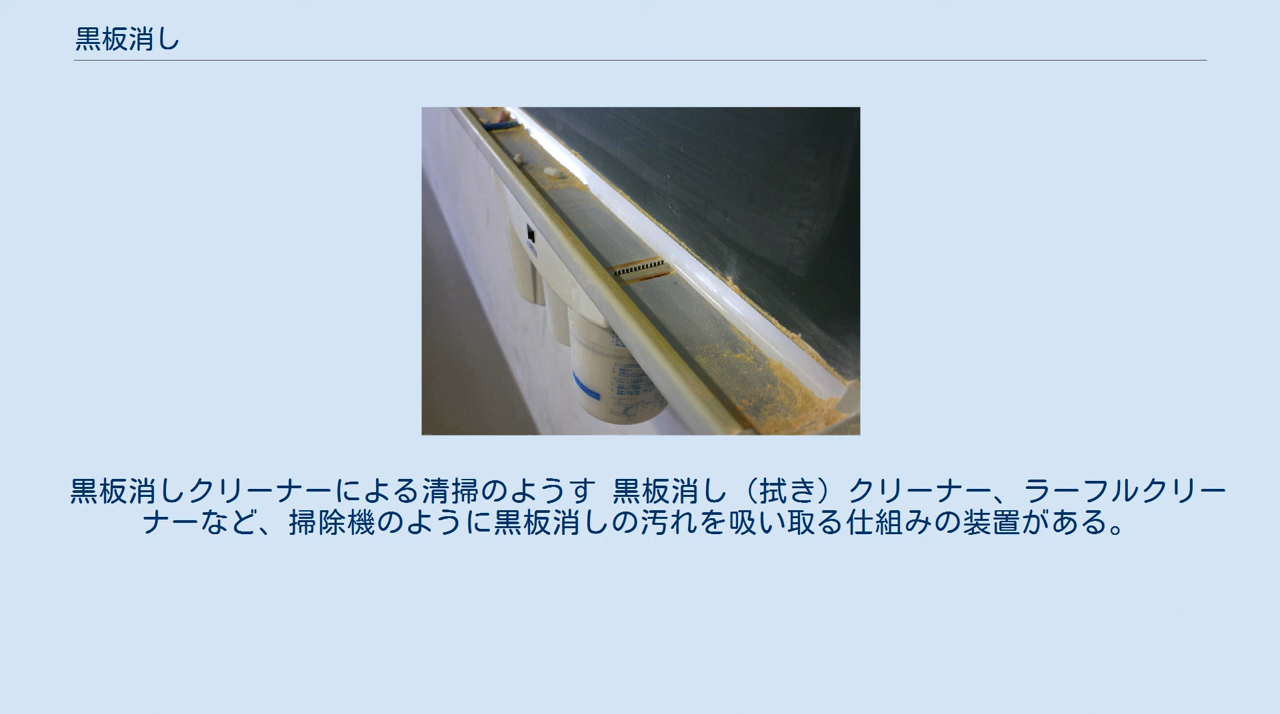 黒板消し
黒板消しクリーナーによる清掃のようす 黒板消し（拭き）クリーナー、ラーフルクリー
ナーなど、掃除機のように黒板消しの汚れを吸い取る仕組みの装置がある。